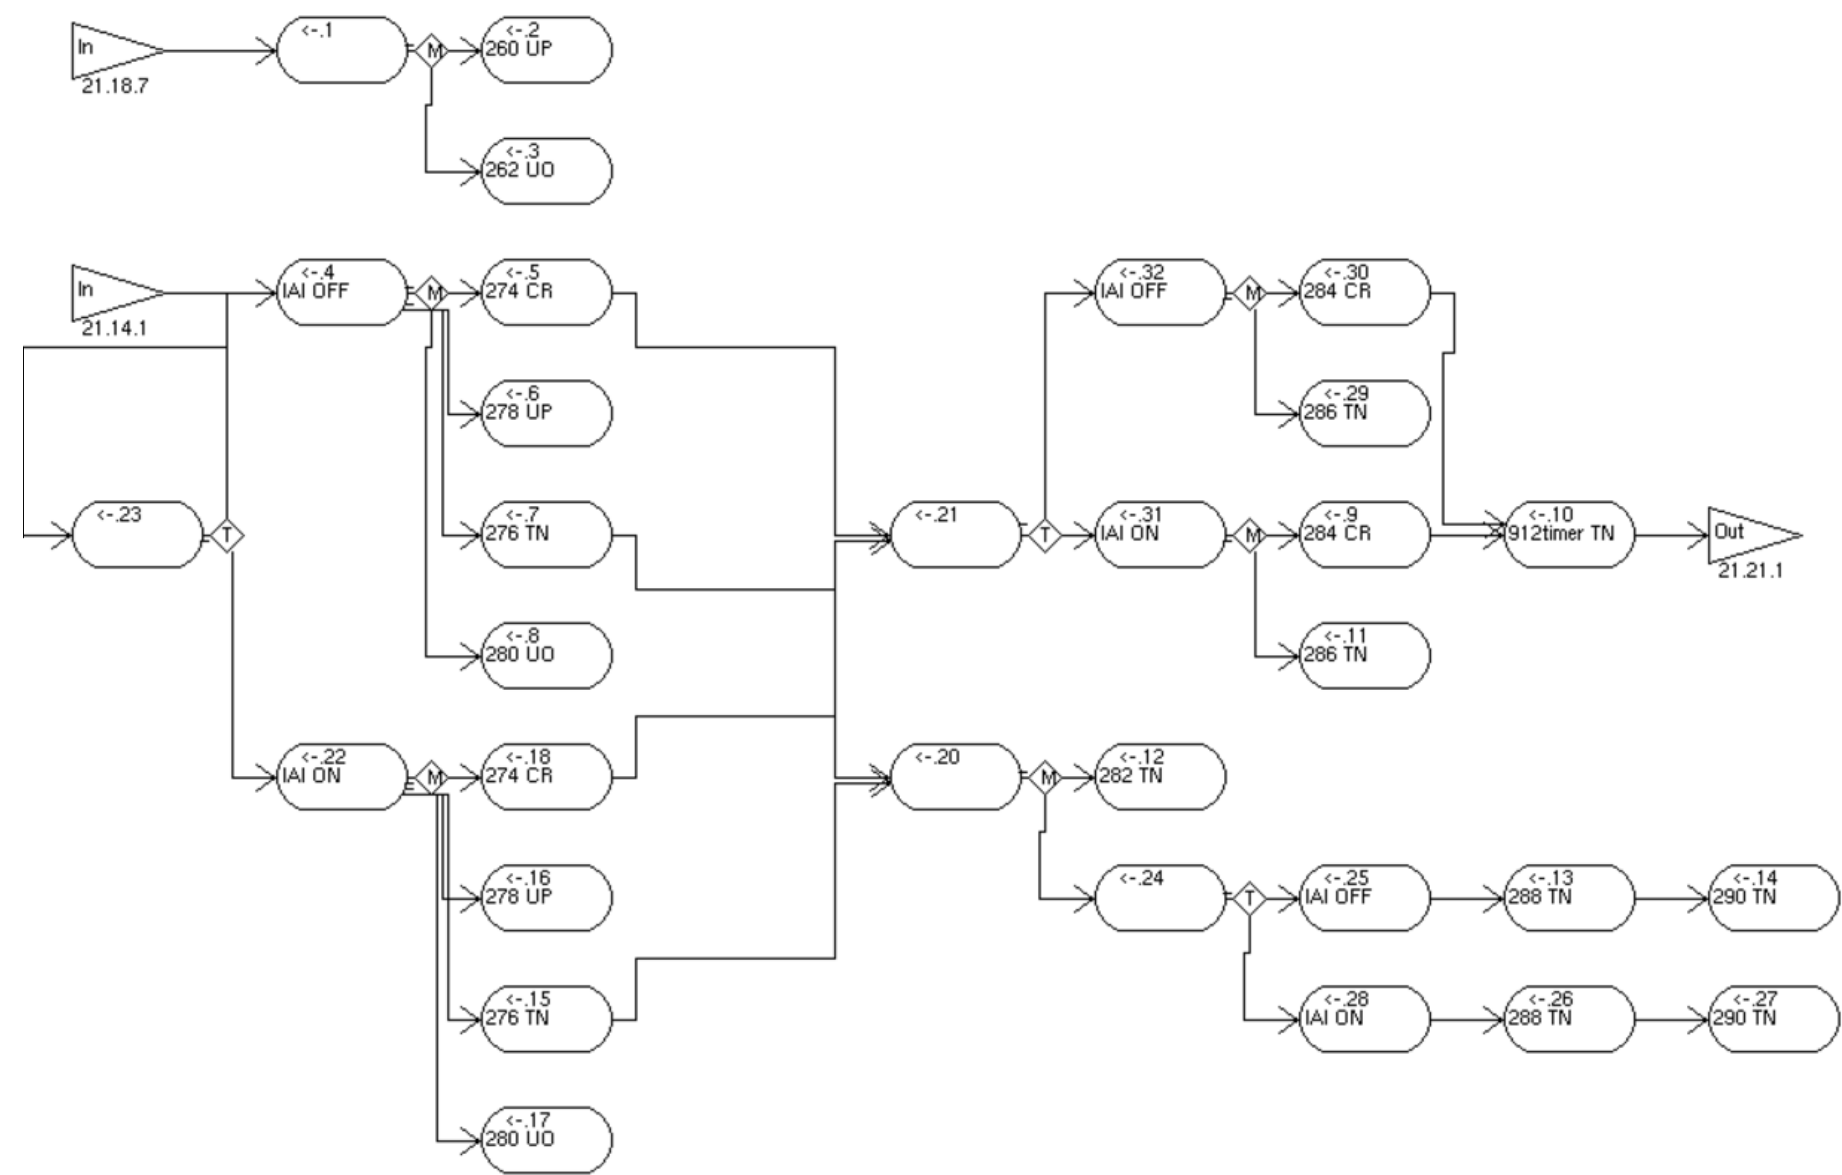 In
21.18.7
<-.1
M
<-.2
260 UP
<-.3
262 UO
In
21.14.1
<-.4
IAI OFF
M
<-.5
274 CR
<-.6
278 UP
<-.7
276 TN
<-.8
280 UO
<-.23
T
<-.22
IAI ON
M
<-.18
274 CR
<-.16
278 UP
<-.15
276 TN
<-.17
280 UO
<-.21
T
<-.32
IAI OFF
M
<-.30
284 CR
<-.29
286 TN
<-.31
IAI ON
M
<-.9
284 CR
<-.11
286 TN
<-.10
912timer TN
Out
21.21.1
<-.20
M
<-.12
282 TN
<-.24
T
<-.25
IAI OFF
<-.13
288 TN
<-.14
290 TN
<-.28
IAI ON
<-.26
288 TN
<-.27
290 TN